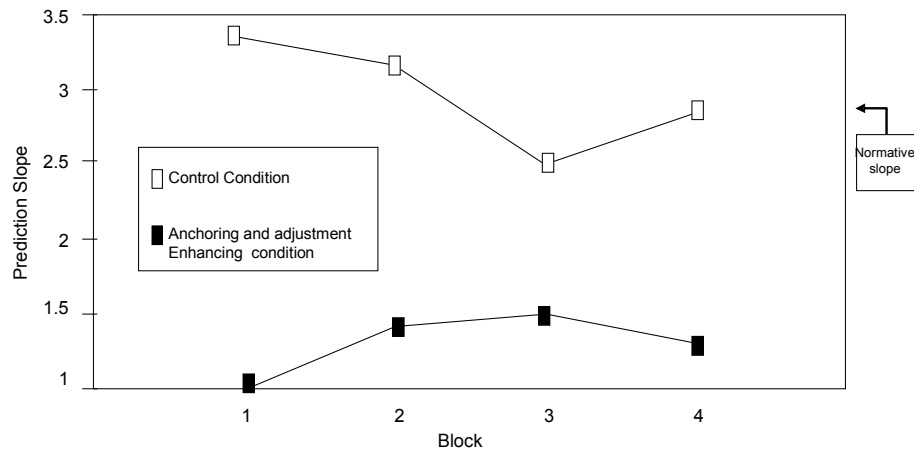 3.5
3
2.5
2
1.5
1
Prediction Slope
Control Condition
Anchoring and adjustment
Enhancing condition
Normative
slope
1 2 3 4
Block